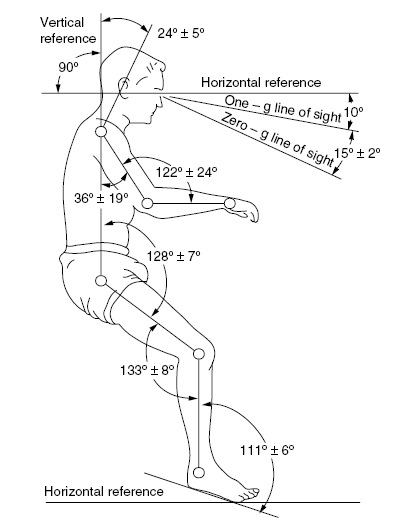 Vertical
reference
24° ± 5°
90°
Horizontal reference
One – g line of sight
10°
Zero – g line of sight
15° ± 2°
122° ± 24°
36° ± 19°
128° ± 7°
133° ± 8°
111° ± 6°
Horizontal reference